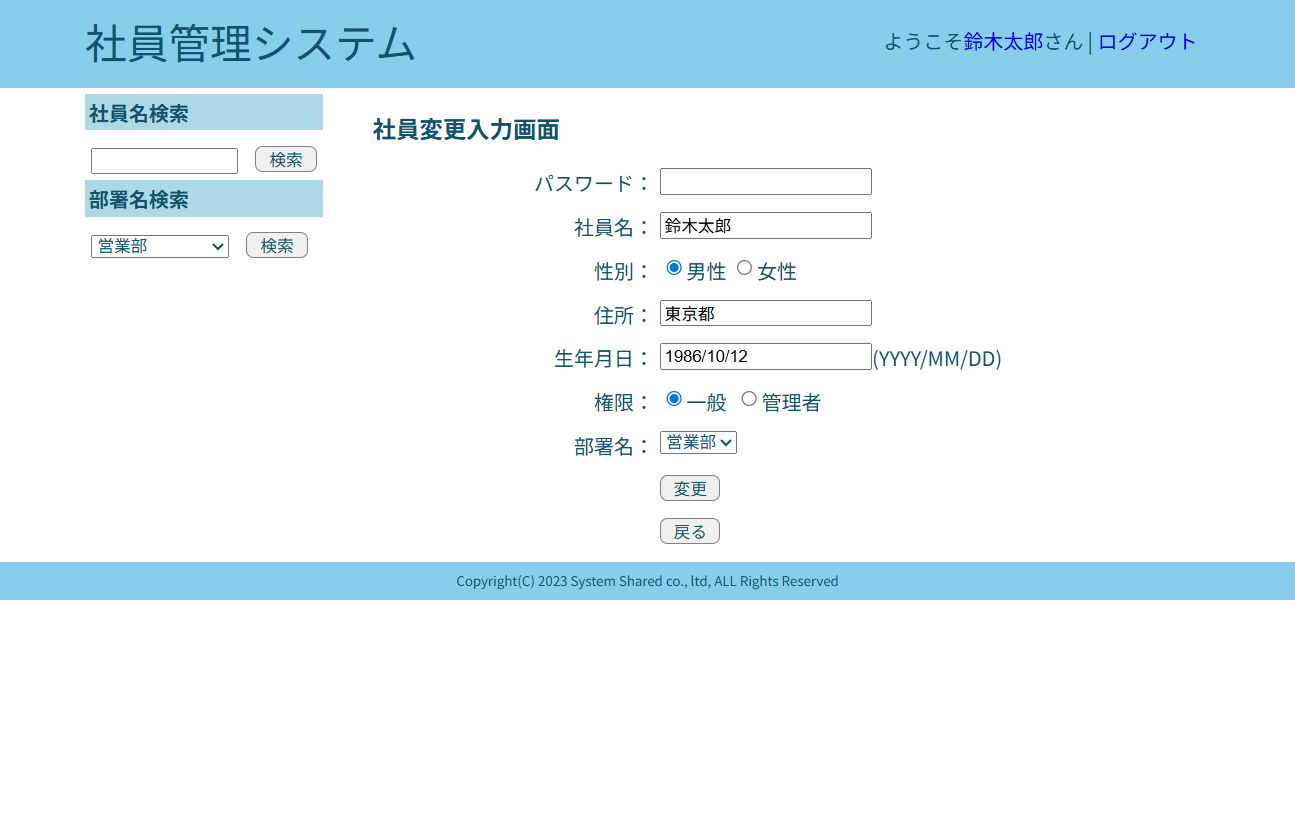 社員管理システム
ようこそ鈴木太郎さん | ログアウト
社員名検索
検索
部署名検索
営業部 検索
社員変更入力画面
パスワード：
社員名： 鈴木太郎
性別： 男性 女性
住所： 東京都
生年月日： 1986/10/12 (YYYY/MM/DD)
権限： 一般 管理者
部署名： 営業部
変更
戻る
Copyright(C) 2023 System Shared co., ltd, ALL Rights Reserved